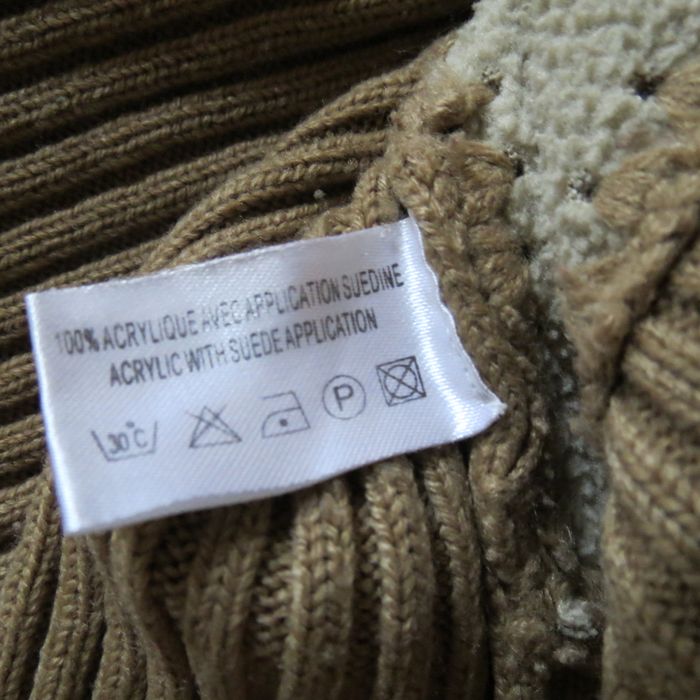 100% ACRYLIQUE AVEC APPLICATION SUEDINE
ACRYLIC WITH SUEDE APPLICATION
30°C P